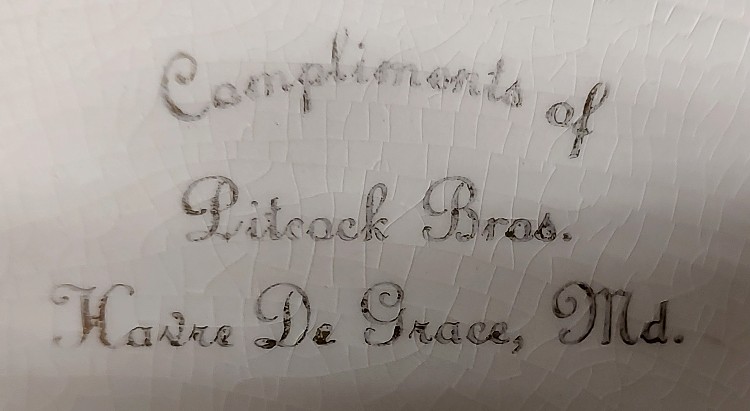 Compliments of
Pitcock Bros.
Havre De Grace, Md.